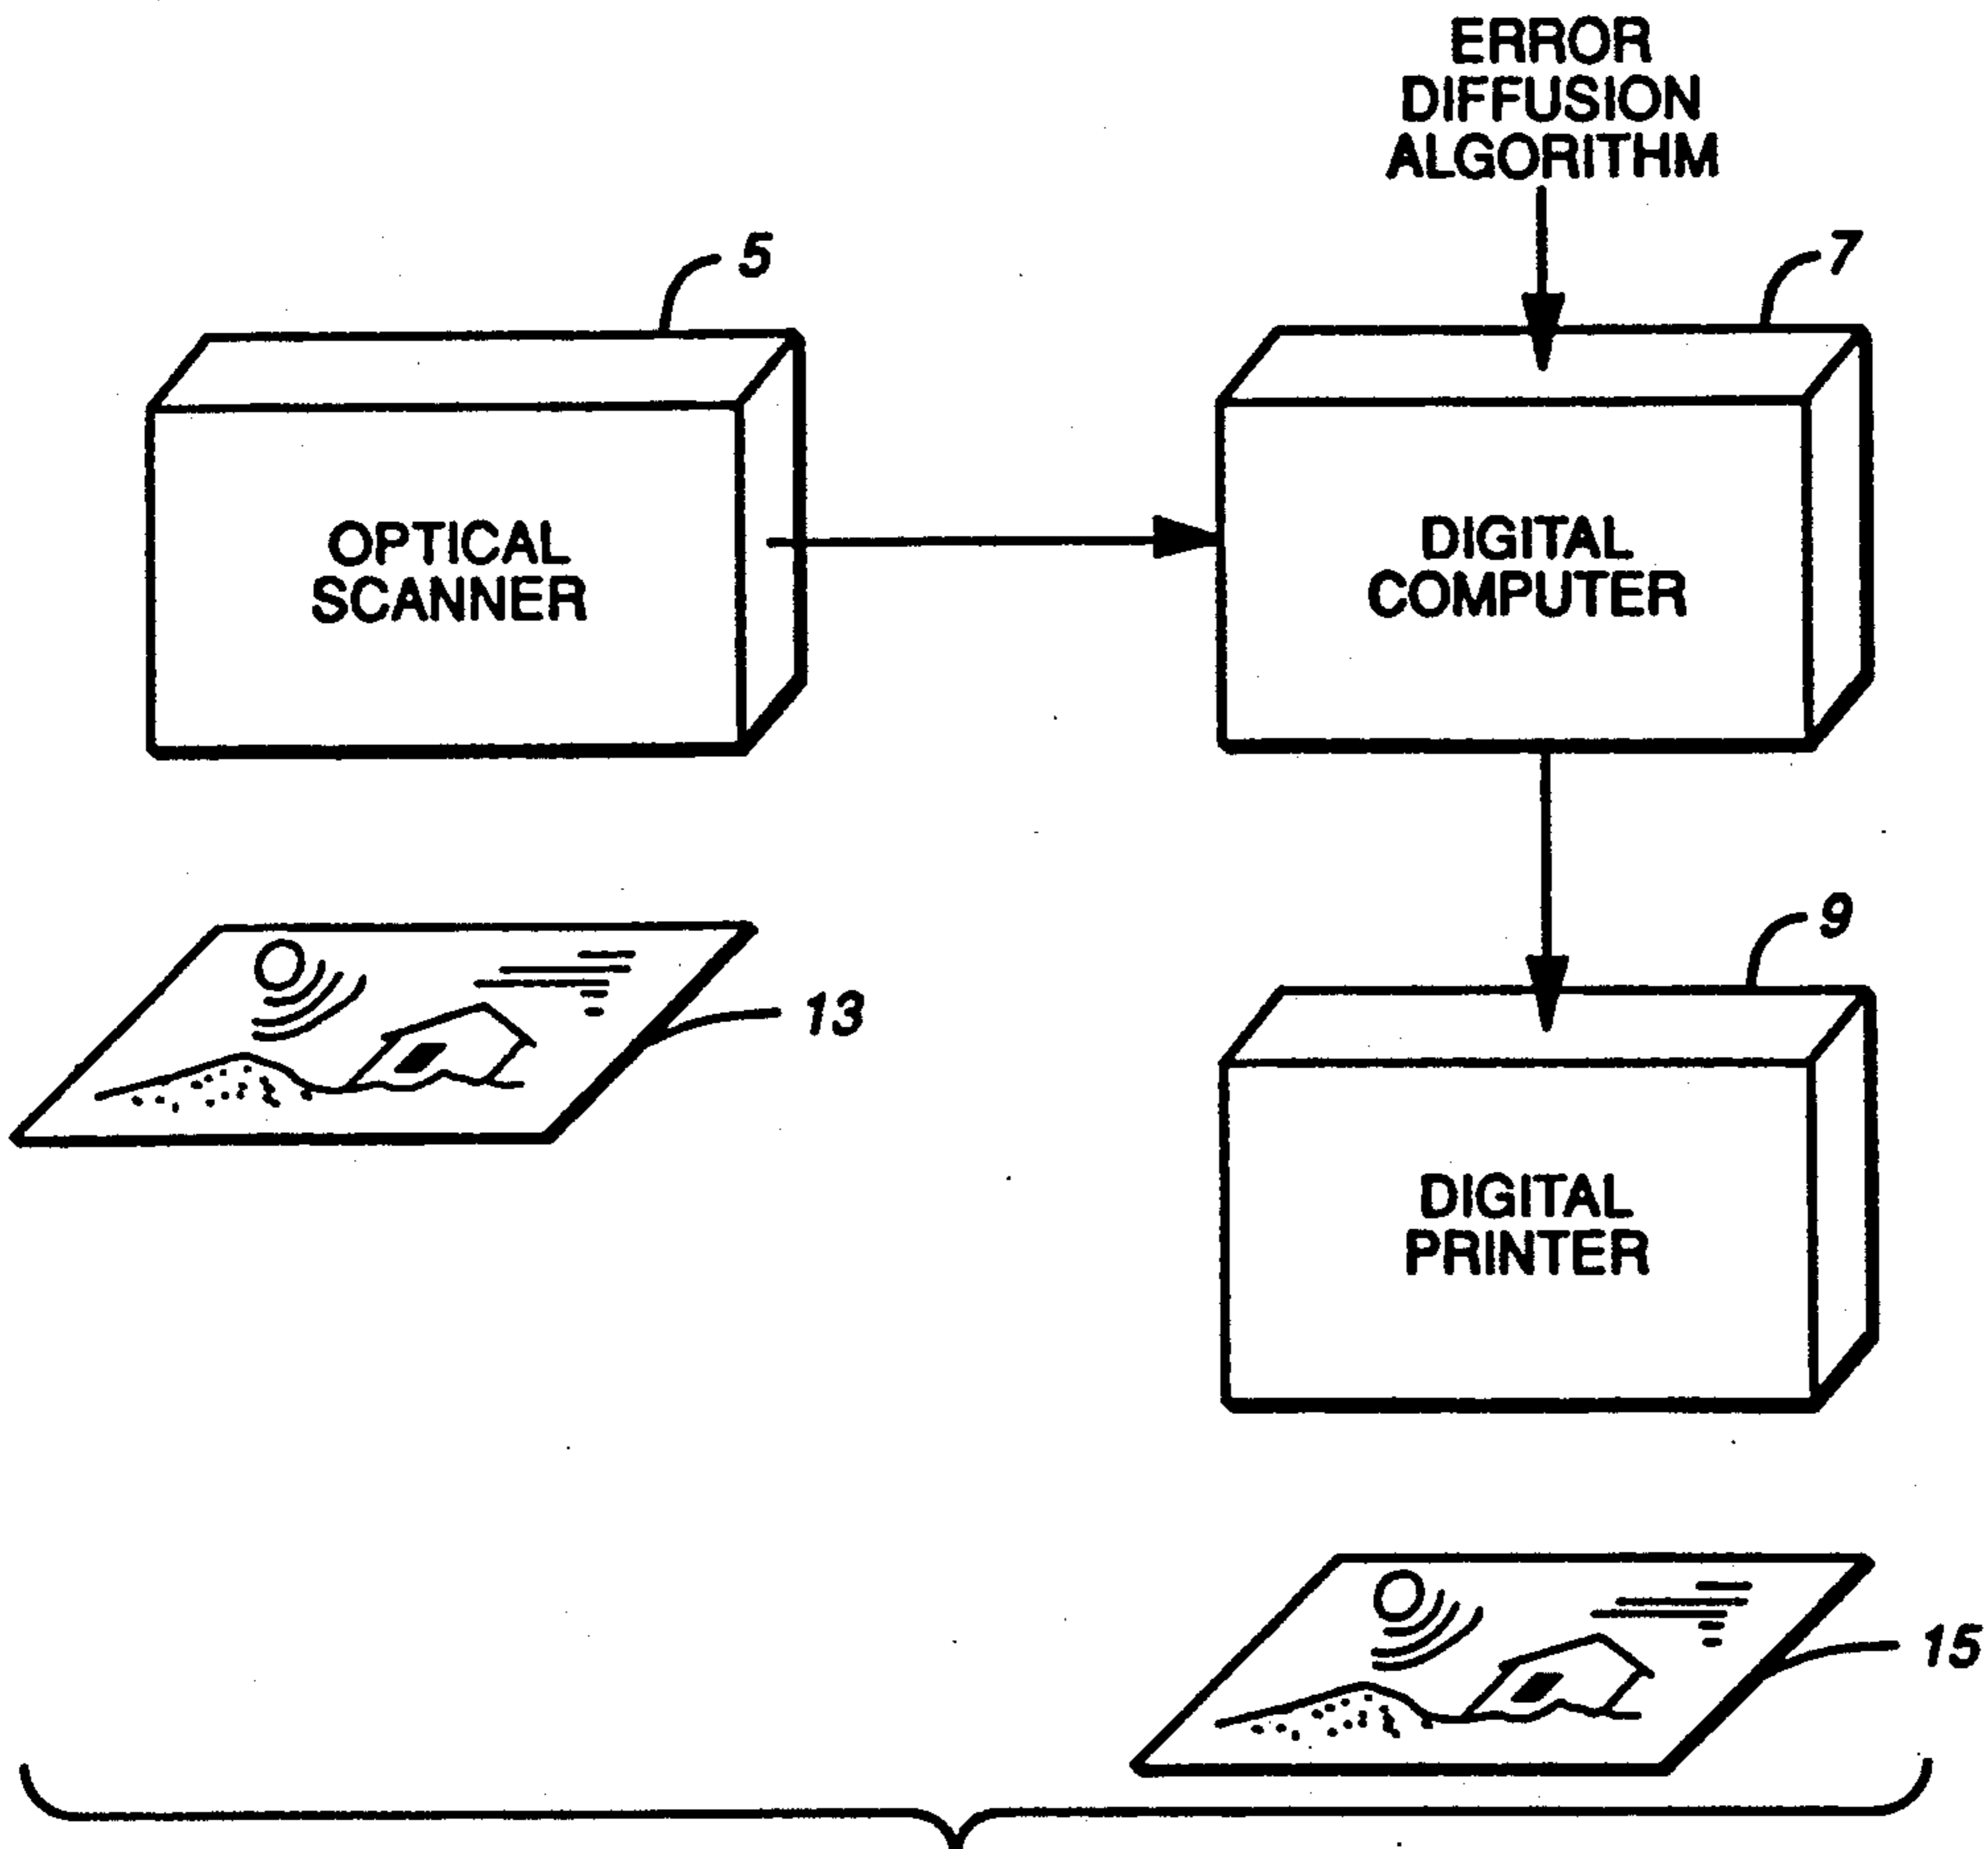 ERROR
DIFFUSION
ALGORITHM
5
7
OPTICAL
SCANNER
DIGITAL
COMPUTER
9
13
DIGITAL
PRINTER
15